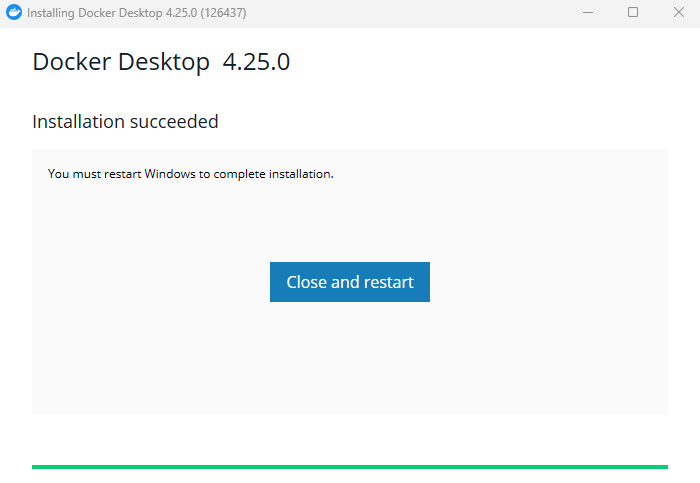 Installing Docker Desktop 4.25.0 (126437)
Docker Desktop 4.25.0
Installation succeeded
You must restart Windows to complete installation.
Close and restart